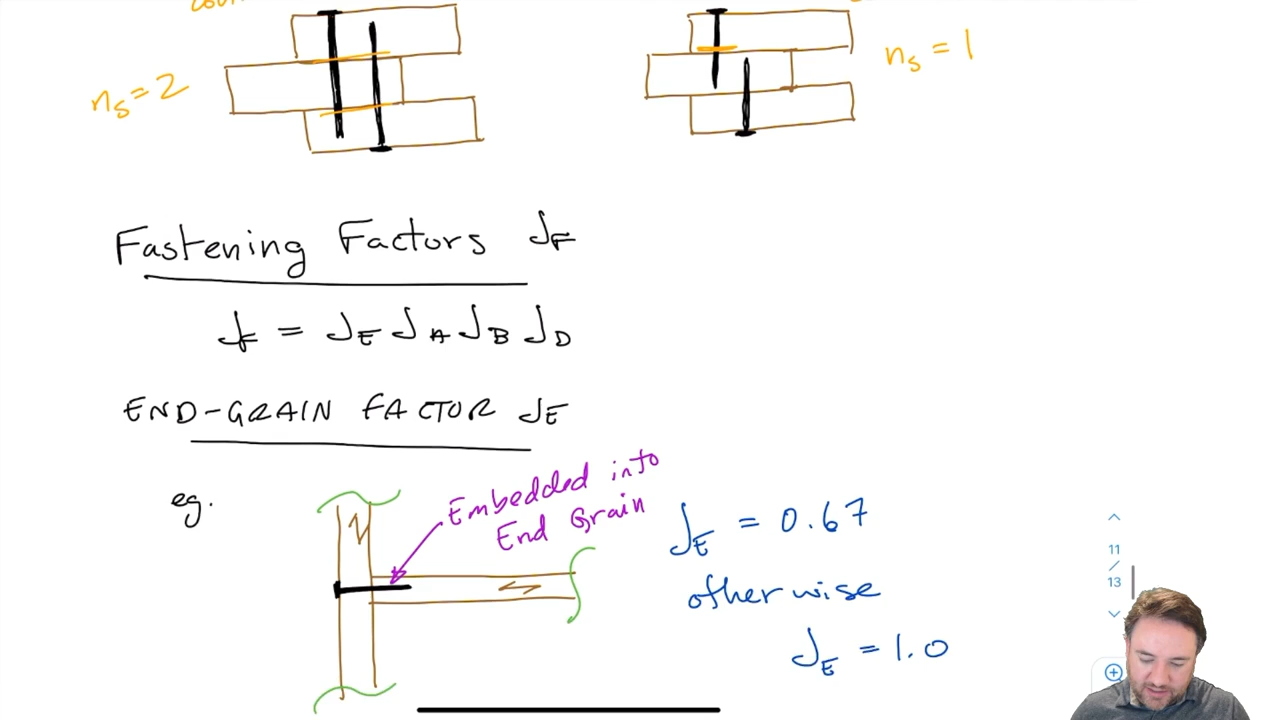 n_s = 2
n_s = 1
Fastening Factors J_F
J_F = J_E J_A J_B J_D
END-GRAIN FACTOR J_E
eg.
Embedded into
End Grain
J_E = 0.67
otherwise
J_E = 1.0
11
/
13